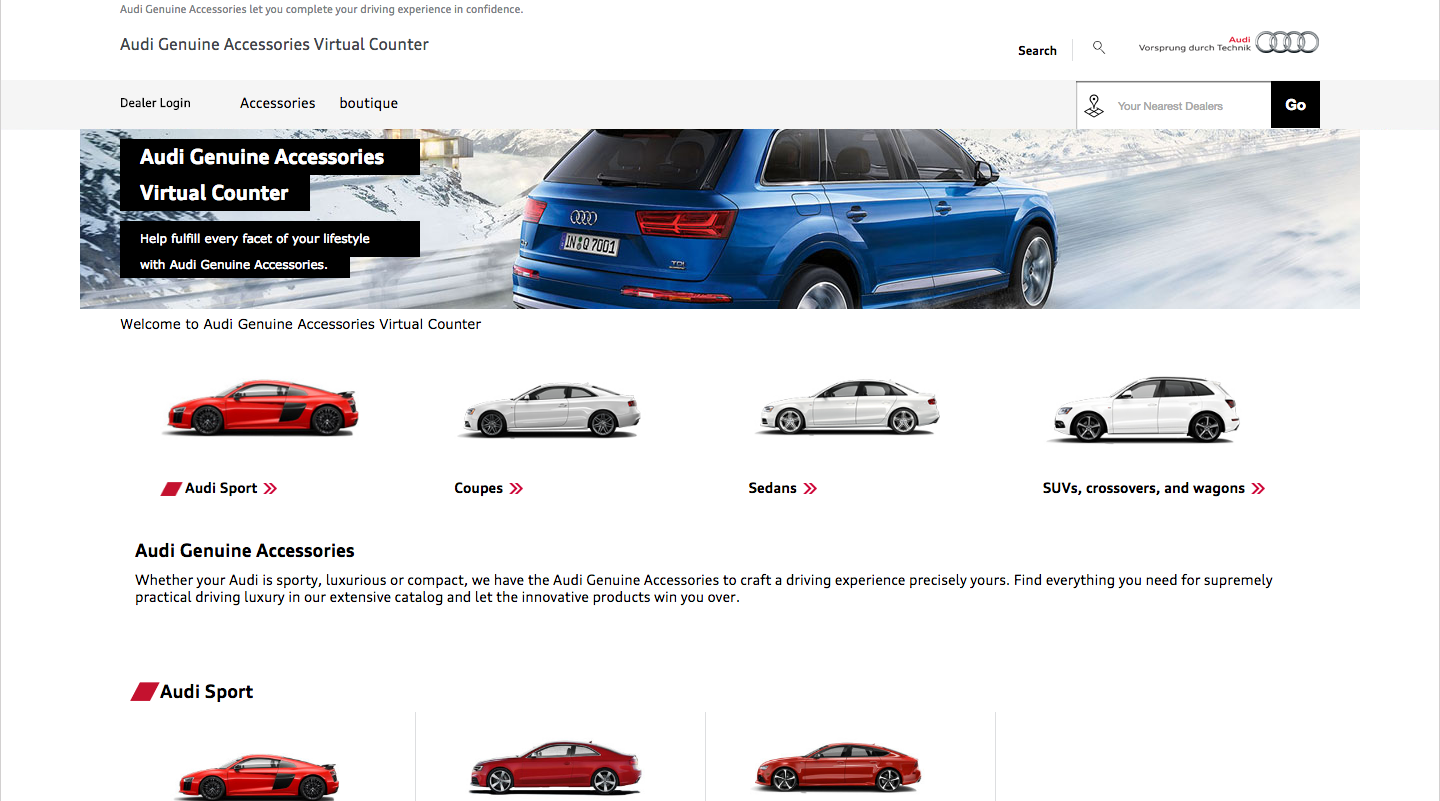 Audi Genuine Accessories let you complete your driving experience in confidence.
Audi Genuine Accessories Virtual Counter
Search
Audi
Vorsprung durch Technik
Dealer Login
Accessories
boutique
Your Nearest Dealers
Go
Audi Genuine Accessories
Virtual Counter
Help fulfill every facet of your lifestyle
with Audi Genuine Accessories.
IN Q 7001
TDI
Welcome to Audi Genuine Accessories Virtual Counter
Audi Sport
Coupes
Sedans
SUVs, crossovers, and wagons
Audi Genuine Accessories
Whether your Audi is sporty, luxurious or compact, we have the Audi Genuine Accessories to craft a driving experience precisely yours. Find everything you need for supremely
practical driving luxury in our extensive catalog and let the innovative products win you over.
Audi Sport